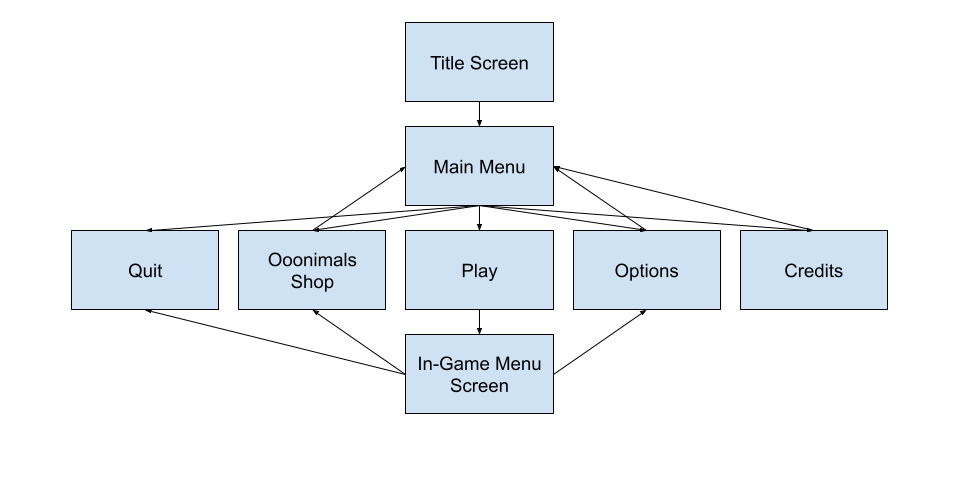 Title Screen
Main Menu
Quit
Ooonimals
Shop
Play
Options
Credits
In-Game Menu
Screen